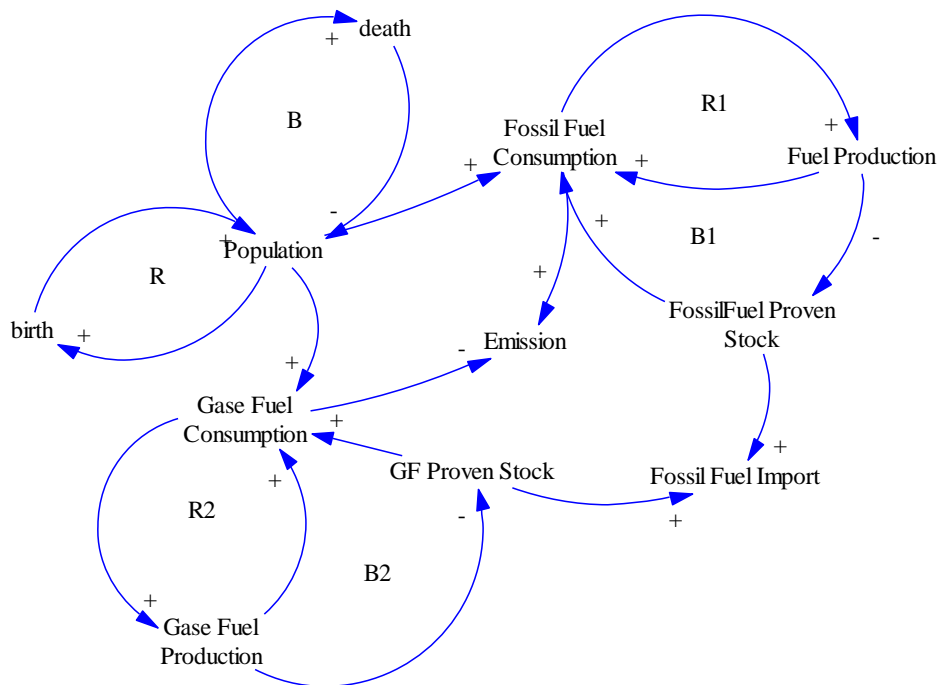 death
+
B
R1
Fossil Fuel
Consumption
+
Fuel Production
+
+
-
+
B1
-
+
Population
R
birth
+
+
FossilFuel Proven
Stock
Emission
-
+
Gase Fuel
Consumption
+
+
GF Proven Stock
+
Fossil Fuel Import
+
R2
-
B2
+
Gase Fuel
Production